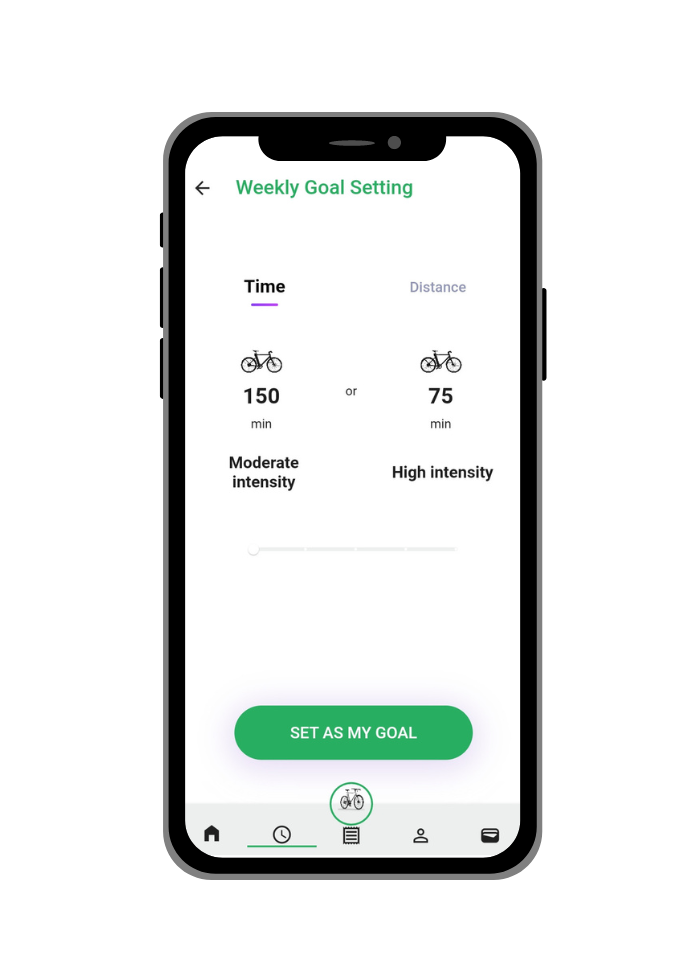 Weekly Goal Setting
Time
Distance
150
or
75
min
min
Moderate
intensity
High intensity
SET AS MY GOAL